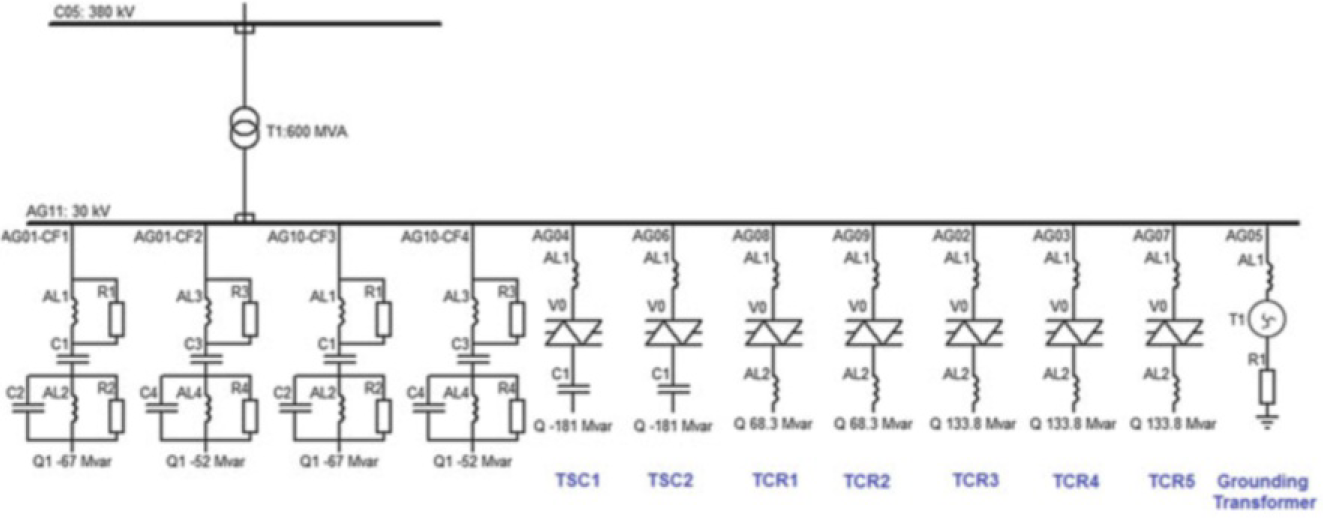 C05: 380 kV
T1:600 MVA
AG11: 30 kV
AG01-CF1 AG01-CF2 AG10-CF3 AG10-CF4 AG04 AG06 AG08 AG09 AG02 AG03 AG07 AG05
AL1 AL1 AL1 AL1 AL1 AL1 AL1 AL1
AL1 R1 AL3 R3 AL1 R1 AL3 R3 V0 V0 V0 V0 V0 V0 V0 T1
C1 C3 C1 C3 R1
C1 C1 AL2 AL2 AL2 AL2 AL2
C2 AL2 R2 C4 AL4 R4 C2 AL2 R2 C4 AL4 R4
Q -181 Mvar Q -181 Mvar Q 68.3 Mvar Q 68.3 Mvar Q 133.8 Mvar Q 133.8 Mvar Q 133.8 Mvar
Q1 -67 Mvar Q1 -52 Mvar Q1 -67 Mvar Q1 -52 Mvar
TSC1 TSC2 TCR1 TCR2 TCR3 TCR4 TCR5 Grounding
Transformer